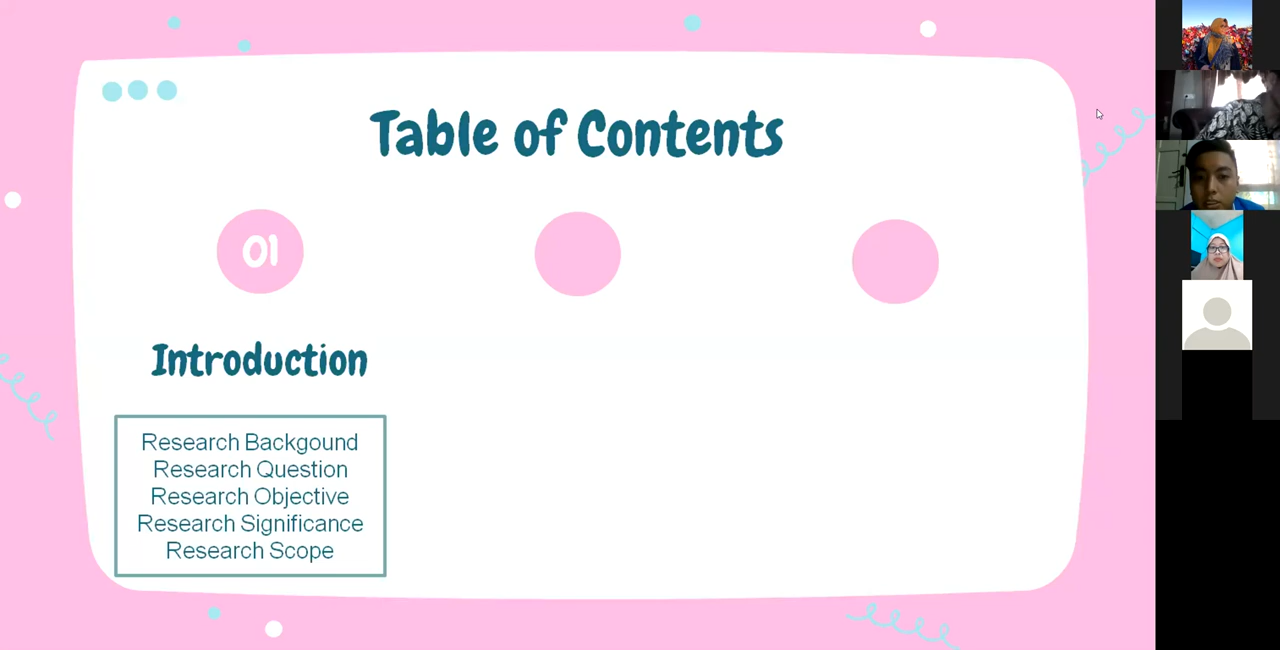 Table of Contents
01
Introduction
Research Backgound
Research Question
Research Objective
Research Significance
Research Scope